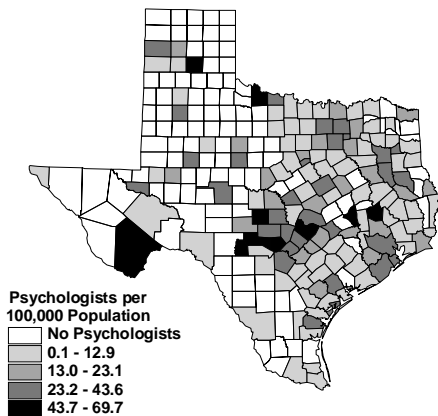 Psychologists per
100,000 Population
No Psychologists
0.1 - 12.9
13.0 - 23.1
23.2 - 43.6
43.7 - 69.7